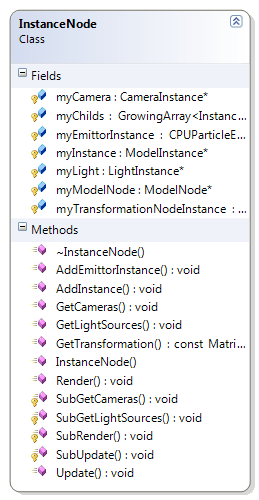 InstanceNode
Class
Fields
myCamera : CameraInstance*
myChilds : GrowingArray<Instanc...
myEmittorInstance : CPUParticleE...
myInstance : ModelInstance*
myLight : LightInstance*
myModelNode : ModelNode*
myTransformationNodeInstance : ...
Methods
~InstanceNode()
AddEmittorInstance() : void
AddInstance() : void
GetCameras() : void
GetLightSources() : void
GetTransformation() : const Matri...
InstanceNode()
Render() : void
SubGetCameras() : void
SubGetLightSources() : void
SubRender() : void
SubUpdate() : void
Update() : void